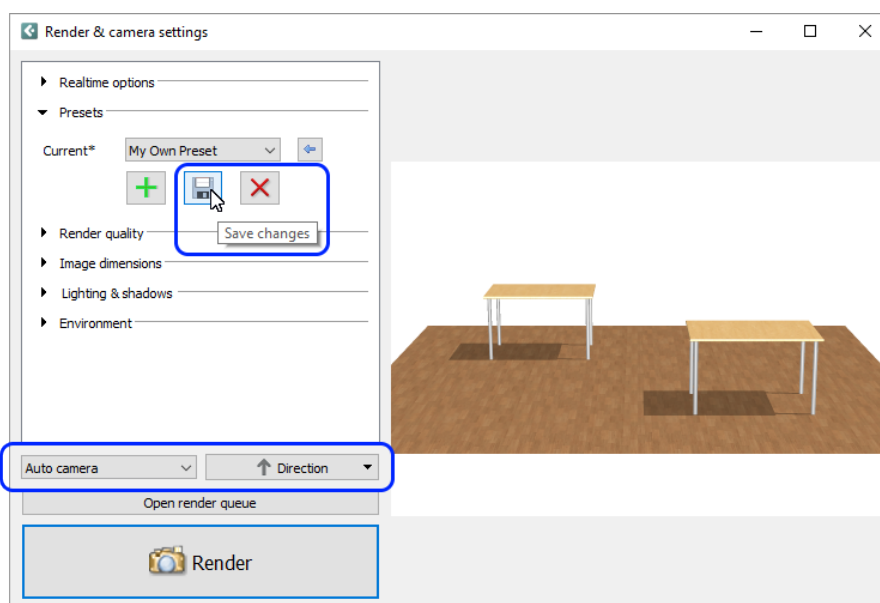 Render & camera settings
Realtime options
Presets
Current* My Own Preset
Save changes
Render quality
Image dimensions
Lighting & shadows
Environment
Auto camera Direction
Open render queue
Render